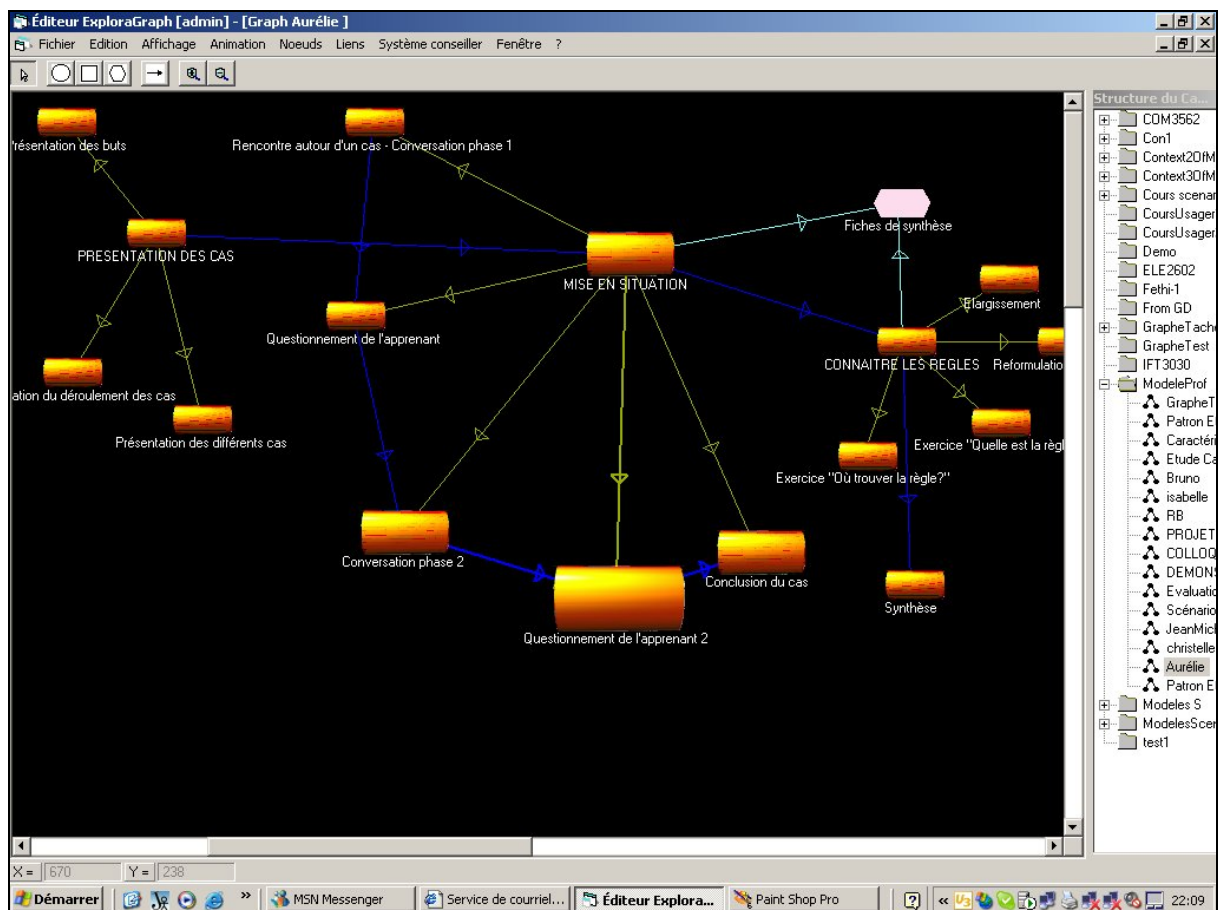 Éditeur ExploraGraph [admin] - [Graph Aurélie ]
Fichier Edition Affichage Animation Noeuds Liens Système conseiller Fenêtre ?
résentation des buts
Rencontre autour d'un cas - Conversation phase 1
Fiches de synthèse
PRESENTATION DES CAS
MISE EN SITUATION
Elargissement
Questionnement de l'apprenant
CONNAITRE LES REGLES
Reformulatio
ation du déroulement des cas
Présentation des différents cas
Exercice "Quelle est la règl
Exercice "Où trouver la règle?"
Conversation phase 2
Conclusion du cas
Synthèse
Questionnement de l'apprenant 2
Structure du Ca...
COM3562
Con1
Context2OfM
Context3OfM
Cours scenar
CoursUsager
CoursUsager
Demo
ELE2602
Fethi-1
From GD
GrapheTache
GrapheTest
IFT3030
ModeleProf
GrapheT
Patron E
Caractéri
Etude Ca
Bruno
isabelle
RB
PROJET
COLLOQ
DEMONS
Evaluatio
Scénario
JeanMich
christelle
Aurélie
Patron E
Modeles S
ModelesScer
test1
X = 670 Y = 238
Démarrer » MSN Messenger Service de courriel... Éditeur Explora... Paint Shop Pro ? « U3 22:09